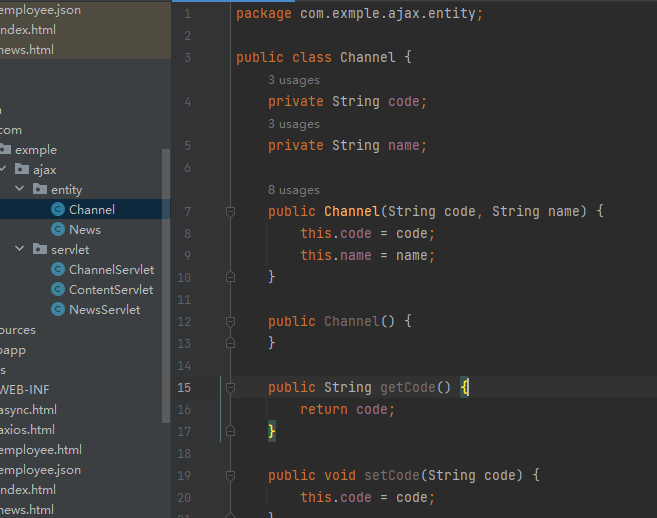 employee.json
index.html
news.html
com
exmple
ajax
entity
Channel
News
servlet
ChannelServlet
ContentServlet
NewsServlet
WEB-INF
async.html
axios.html
employee.html
employee.json
index.html
news.html
1 package com.exmple.ajax.entity;
2
3 public class Channel {
3 usages
4 private String code;
3 usages
5 private String name;
6
8 usages
7 public Channel(String code, String name) {
8 this.code = code;
9 this.name = name;
10 }
11
12 public Channel() {
13 }
14
15 public String getCode() {
16 return code;
17 }
18
19 public void setCode(String code) {
20 this.code = code;